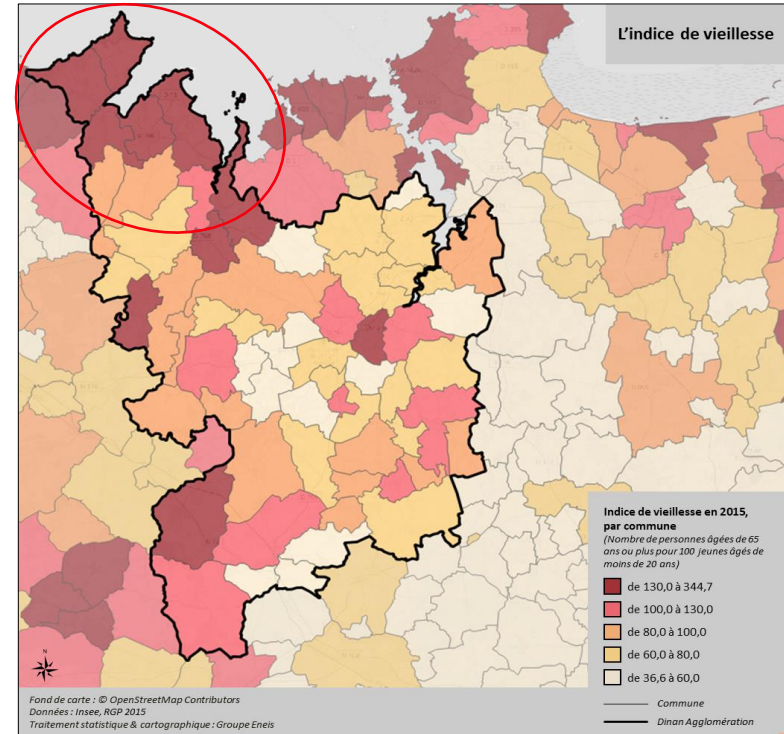 L'indice de vieillesse
Indice de vieillesse en 2015,
par commune
(Nombre de personnes âgées de 65
ans ou plus pour 100 jeunes âgés de
moins de 20 ans)
de 130,0 à 344,7
de 100,0 à 130,0
de 80,0 à 100,0
de 60,0 à 80,0
de 36,6 à 60,0
Commune
Dinan Agglomération
N
Fond de carte : © OpenStreetMap Contributors
Données : Insee, RGP 2015
Traitement statistique & cartographique : Groupe Eneis